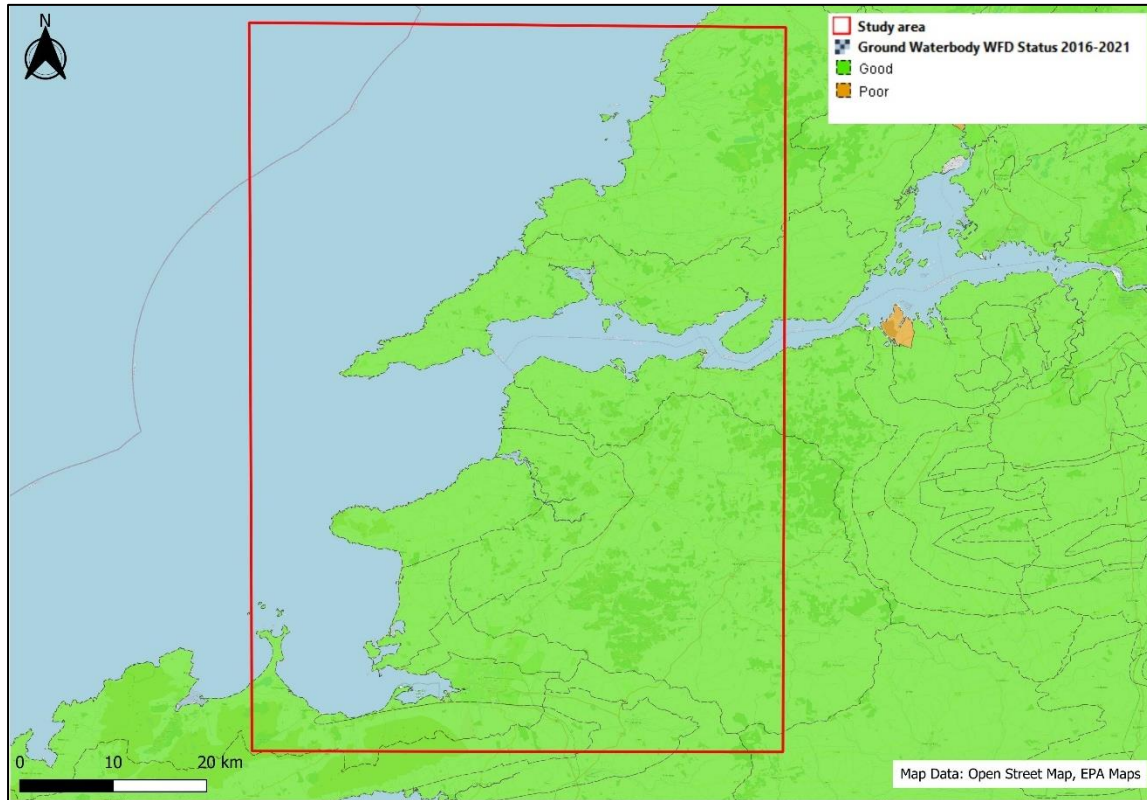 N
Study area
Ground Waterbody WFD Status 2016-2021
Good
Poor
0 10 20 km
Map Data: Open Street Map, EPA Maps